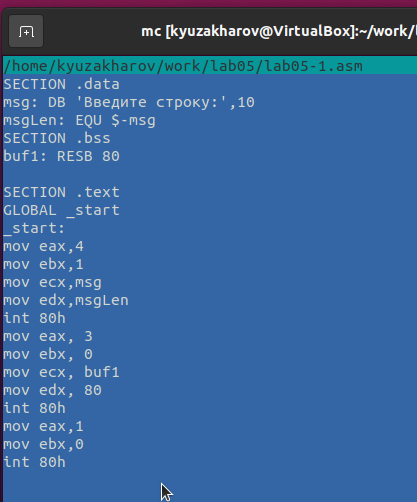 mc [kyuzakharov@VirtualBox]:~/work/
/home/kyuzakharov/work/lab05/lab05-1.asm
SECTION .data
msg: DB 'Введите строку:',10
msgLen: EQU $-msg
SECTION .bss
buf1: RESB 80
SECTION .text
GLOBAL _start
_start:
mov eax,4
mov ebx,1
mov ecx,msg
mov edx,msgLen
int 80h
mov eax, 3
mov ebx, 0
mov ecx, buf1
mov edx, 80
int 80h
mov eax,1
mov ebx,0
int 80h